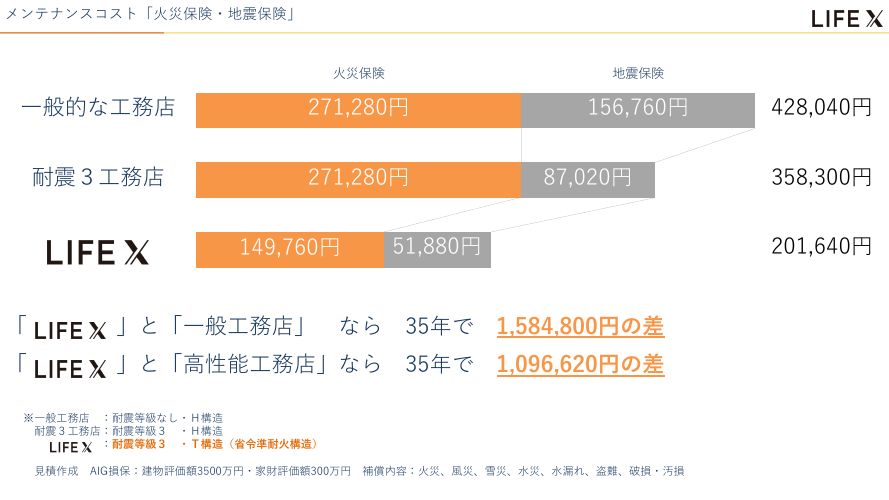 メンテナンスコスト「火災保険・地震保険」
LIFE X
火災保険 地震保険
一般的な工務店 271,280円 156,760円 428,040円
耐震３工務店 271,280円 87,020円 358,300円
LIFE X 149,760円 51,880円 201,640円
「LIFE X」と「一般工務店」　なら　35年で　1,584,800円の差
「LIFE X」と「高性能工務店」なら　35年で　1,096,620円の差
※一般工務店　：耐震等級なし・Ｈ構造
耐震３工務店：耐震等級３　・Ｈ構造
LIFE X ：耐震等級３　・Ｔ構造（省令準耐火構造）
見積作成　AIG損保：建物評価額3500万円・家財評価額300万円　補償内容：火災、風災、雪災、水災、水漏れ、盗難、破損・汚損